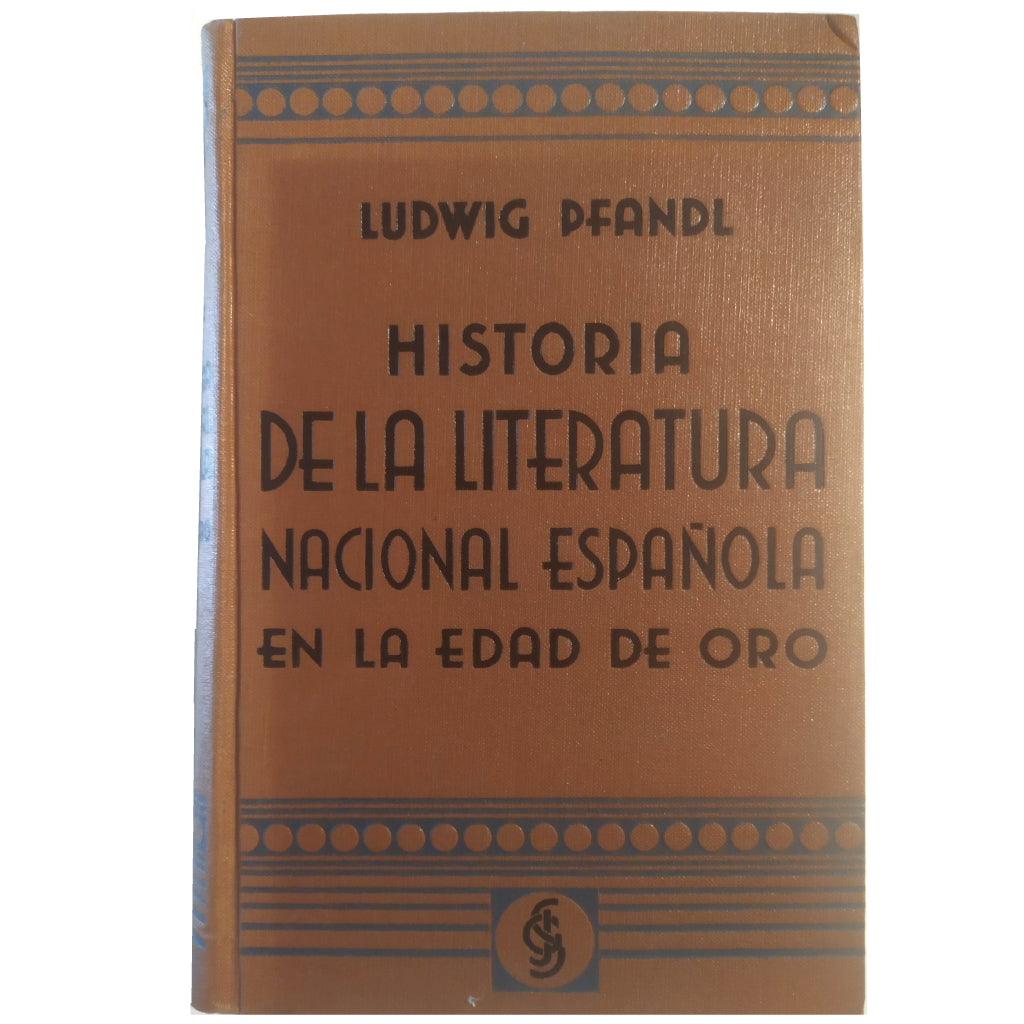 LUDWIG PFANDL
HISTORIA
DE LA LITERATURA
NACIONAL ESPAÑOLA
EN LA EDAD DE ORO